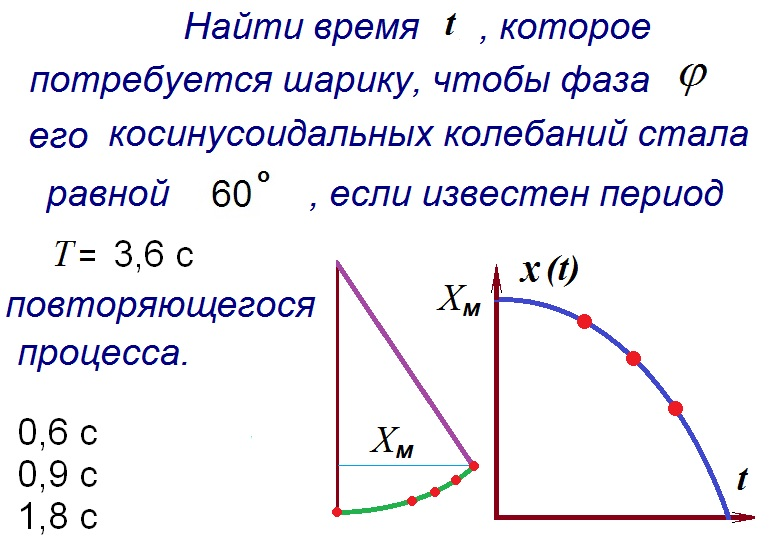 Найти время t , которое
потребуется шарику, чтобы фаза φ
его косинусоидальных колебаний стала
равной 60° , если известен период
T = 3,6 с
повторяющегося
процесса.
0,6 с
0,9 с
1,8 с
Xм
x (t)
Xм
t